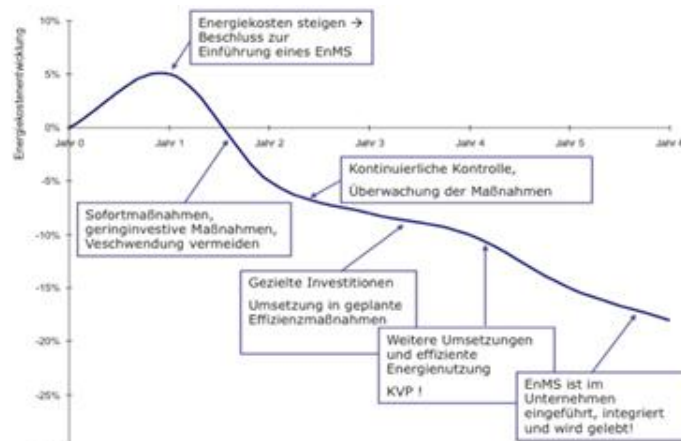 10%
Energiekosten steigen →
Beschluss zur
Einführung eines EnMS
Energiekostenentwicklung
5%
0%
Jahr 0
Jahr 1
Jahr 2
Jahr 3
Jahr 4
Jahr 5
Jahr 6
Kontinuierliche Kontrolle,
Überwachung der Maßnahmen
-5%
Sofortmaßnahmen,
geringinvestive Maßnahmen,
Veschwendung vermeiden
-10%
Gezielte Investitionen
Umsetzung in geplante
Effizienzmaßnahmen
-15%
Weitere Umsetzungen
und effiziente
Energienutzung
KVP !
-20%
EnMS ist im
Unternehmen
eingeführt, integriert
und wird gelebt!
-25%